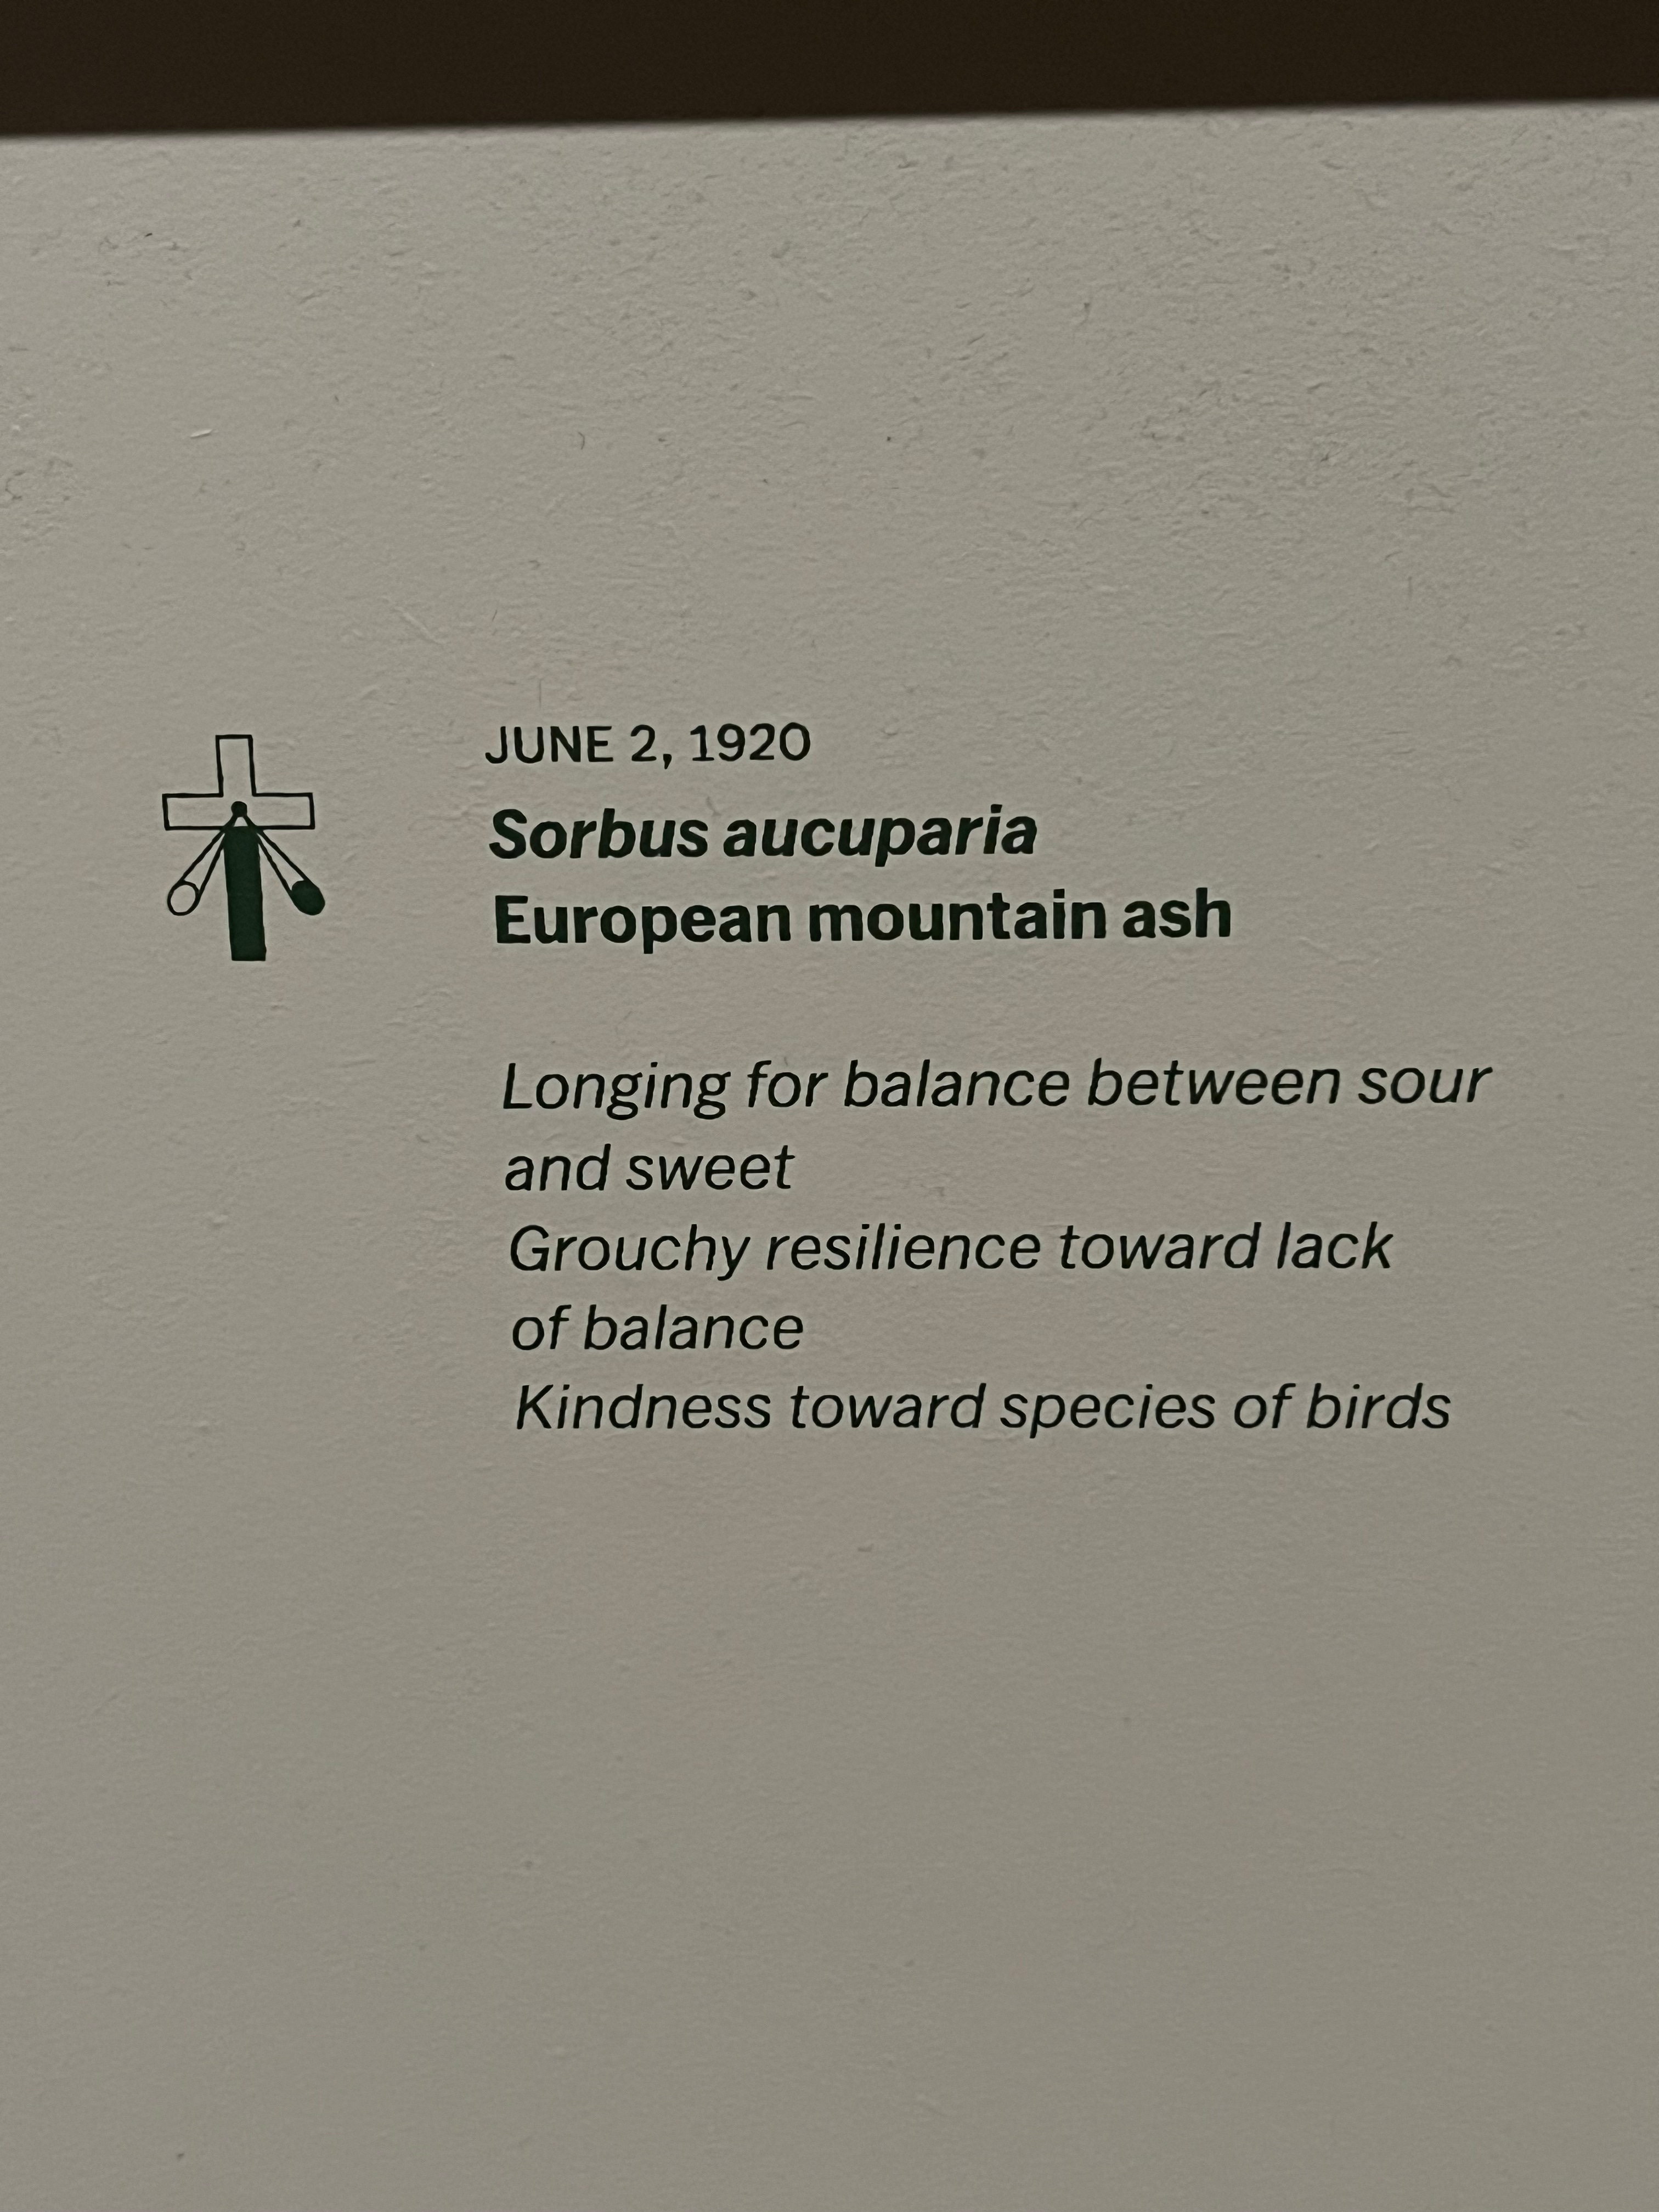 JUNE 2, 1920
Sorbus aucuparia
European mountain ash
Longing for balance between sour
and sweet
Grouchy resilience toward lack
of balance
Kindness toward species of birds